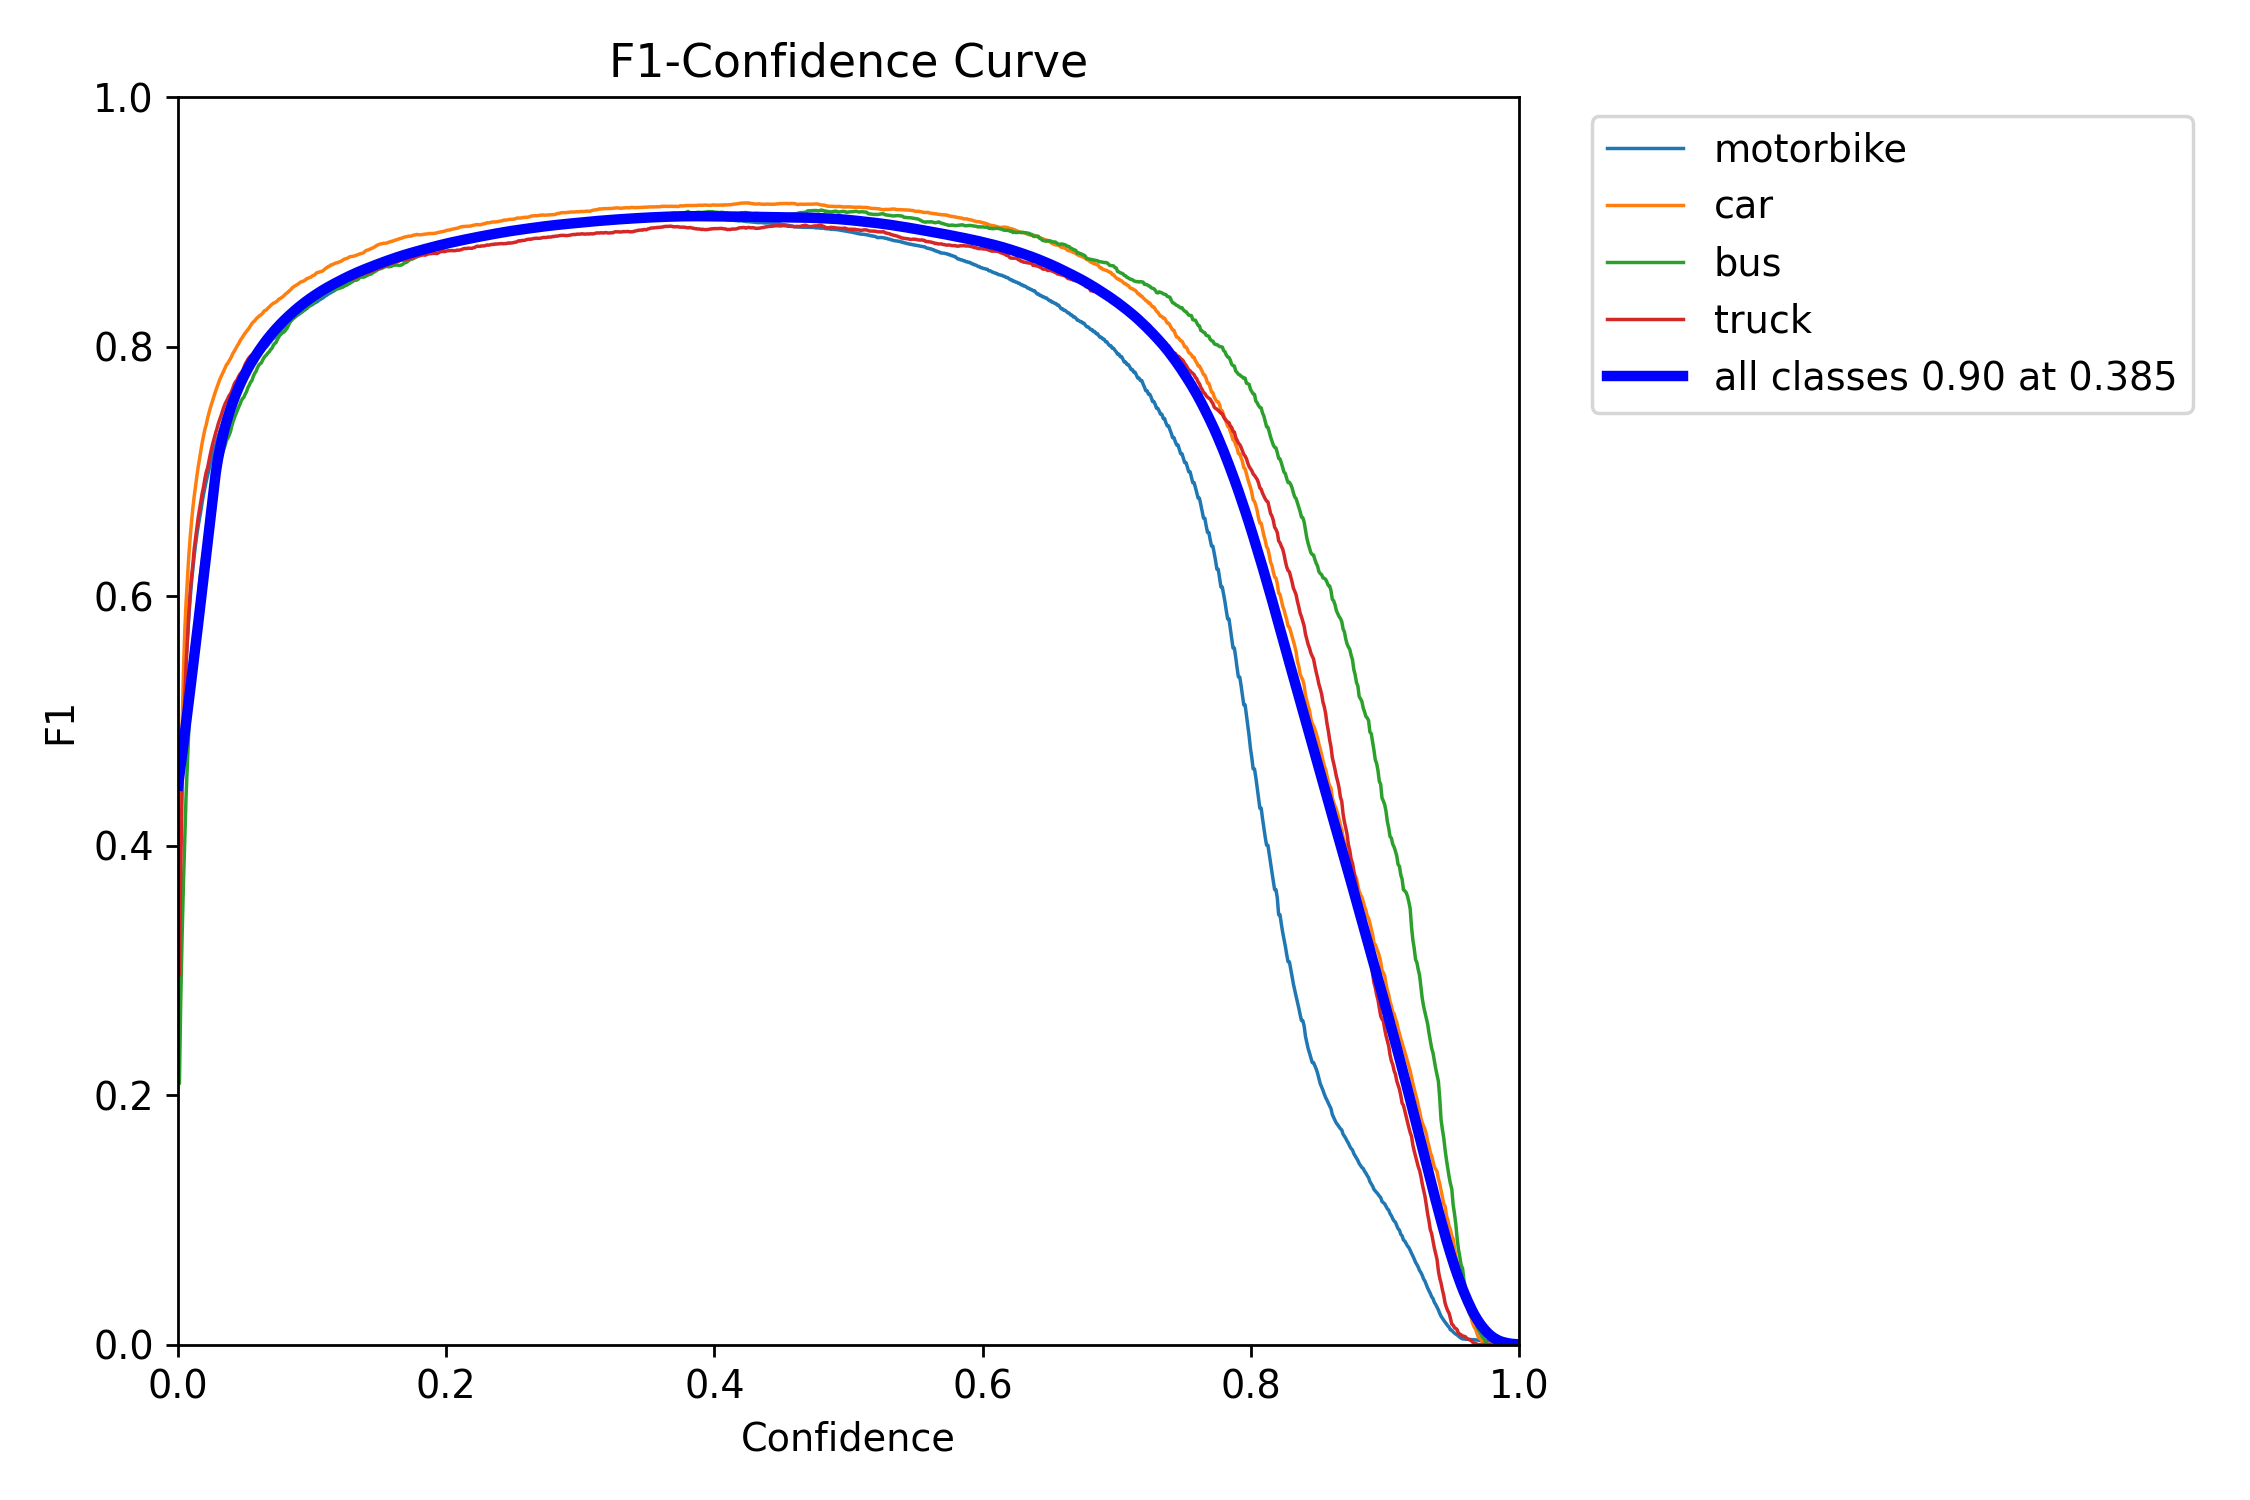 F1-Confidence Curve
1.0
0.8
0.6
0.4
0.2
0.0
F1
0.0 0.2 0.4 0.6 0.8 1.0
Confidence
motorbike
car
bus
truck
all classes 0.90 at 0.385